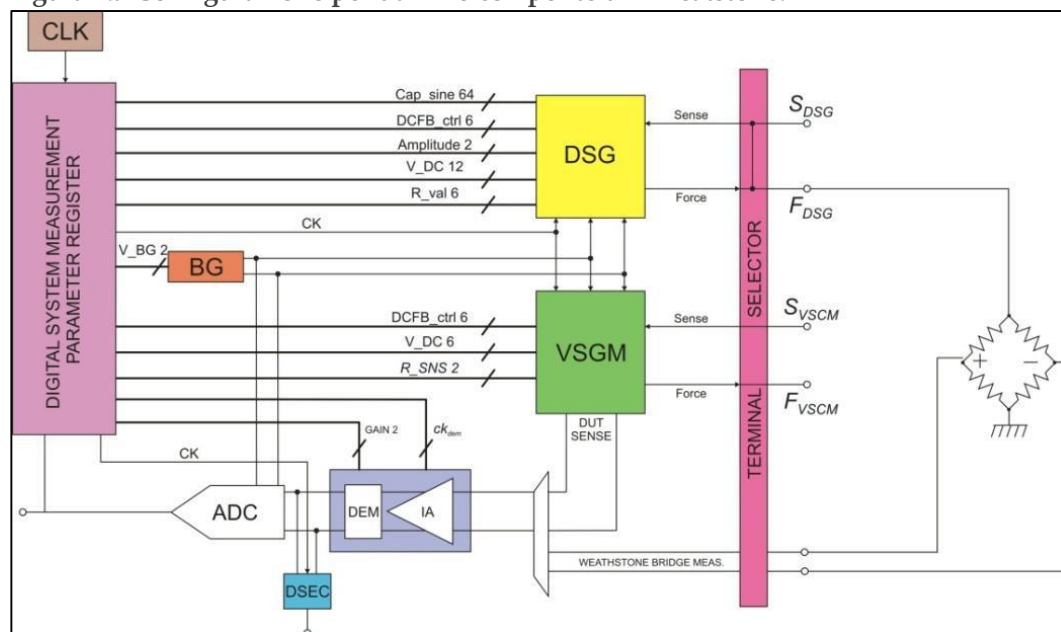 CLK
DIGITAL SYSTEM MEASUREMENT
PARAMETER REGISTER
Cap_sine 64
DCFB_ctrl 6
Amplitude 2
V_DC 12
R_val 6
CK
DSG
Sense
Force
S_DSG
F_DSG
V_BG 2
BG
DCFB_ctrl 6
V_DC 6
R_SNS 2
VSGM
Sense
Force
S_VSCM
F_VSCM
TERMINAL SELECTOR
+
−
DUT
SENSE
GAIN 2
ck_dem
CK
ADC
DEM
IA
DSEC
WEATHSTONE BRIDGE MEAS.